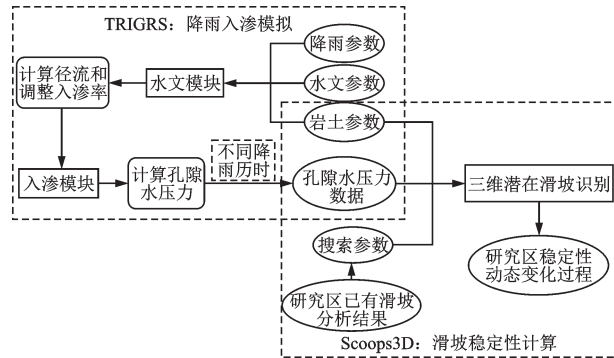 TRIGRS：降雨入渗模拟
降雨参数
计算径流和
调整入渗率
水文模块
水文参数
岩土参数
不同降
雨历时
入渗模块
计算孔隙
水压力
孔隙水压力
数据
三维潜在滑坡识别
搜索参数
研究区稳定性
动态变化过程
研究区已有滑坡
分析结果
Scoops3D：滑坡稳定性计算